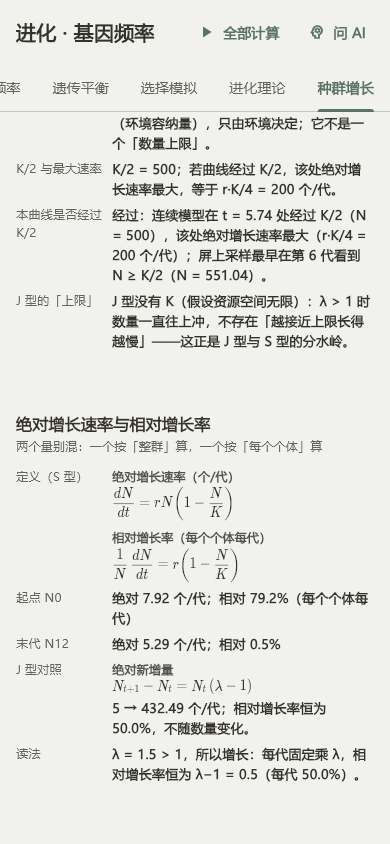 进化 · 基因频率
全部计算
问 AI
频率
遗传平衡
选择模拟
进化理论
种群增长
（环境容纳量），只由环境决定；它不是一
个「数量上限」。
K/2 与最大速率
K/2 = 500；若曲线经过 K/2，该处绝对增
长速率最大，等于 r·K/4 = 200 个/代。
本曲线是否经过
K/2
经过：连续模型在 t = 5.74 处经过 K/2（N
= 500），该处绝对增长速率最大（r·K/4 =
200 个/代）；屏上采样最早在第 6 代看到
N ≥ K/2（N = 551.04）。
J 型的「上限」
J 型没有 K（假设资源空间无限）：λ > 1 时
数量一直往上冲，不存在「越接近上限长得
越慢」——这正是 J 型与 S 型的分水岭。
绝对增长速率与相对增长率
两个量别混：一个按「整群」算，一个按「每个个体」算
定义（S 型）
绝对增长速率（个/代）
dN/dt = rN(1 − N/K)
相对增长率（每个个体每代）
1/N dN/dt = r(1 − N/K)
起点 N0
绝对 7.92 个/代；相对 79.2%（每个个体每
代）
末代 N12
绝对 5.29 个/代；相对 0.5%
J 型对照
绝对新增量
N_{t+1} − N_t = N_t (λ − 1)
5 → 432.49 个/代；相对增长率恒为
50.0%，不随数量变化。
读法
λ = 1.5 > 1，所以增长：每代固定乘 λ，相
对增长率恒为 λ−1 = 0.5（每代 50.0%）。